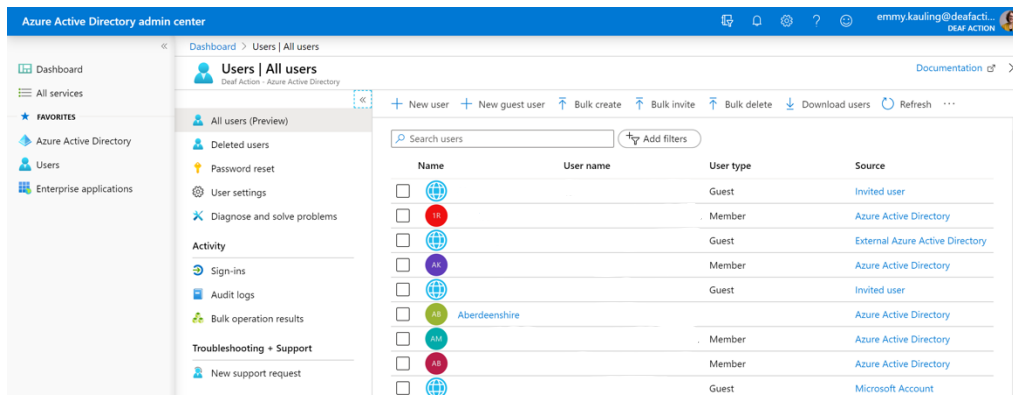 Azure Active Directory admin center
emmy.kauling@deafacti...
DEAF ACTION
«
Dashboard
All services
FAVORITES
Azure Active Directory
Users
Enterprise applications
Dashboard > Users | All users
Users | All users
Deaf Action - Azure Active Directory
Documentation
«
All users (Preview)
Deleted users
Password reset
User settings
Diagnose and solve problems
Activity
Sign-ins
Audit logs
Bulk operation results
Troubleshooting + Support
New support request
+ New user + New guest user Bulk create Bulk invite Bulk delete Download users Refresh ...
Search users Add filters
Name User name User type Source
Guest Invited user
1R Member Azure Active Directory
Guest External Azure Active Directory
AK Member Azure Active Directory
Guest Invited user
AB Aberdeenshire Azure Active Directory
AM Member Azure Active Directory
AB Member Azure Active Directory
Guest Microsoft Account